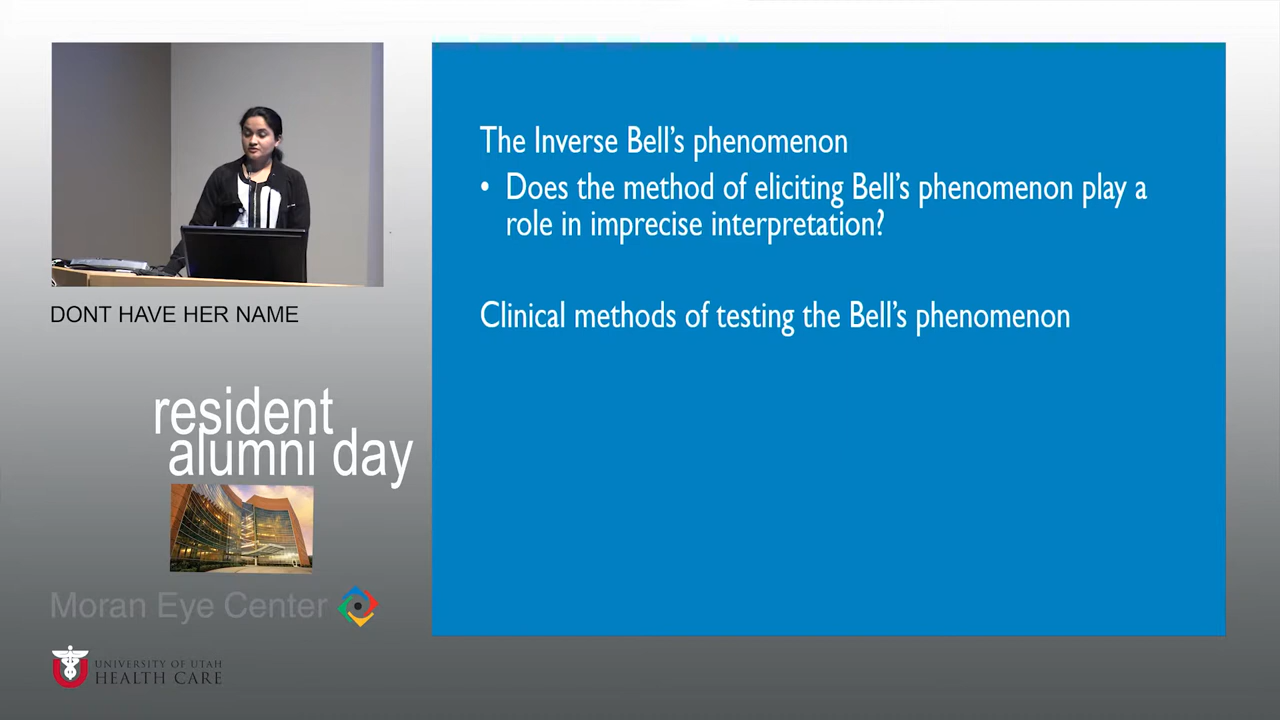 The Inverse Bell's phenomenon
• Does the method of eliciting Bell's phenomenon play a
role in imprecise interpretation?
Clinical methods of testing the Bell's phenomenon
DONT HAVE HER NAME
resident
alumni day
Moran Eye Center
U
UNIVERSITY OF UTAH
HEALTH CARE